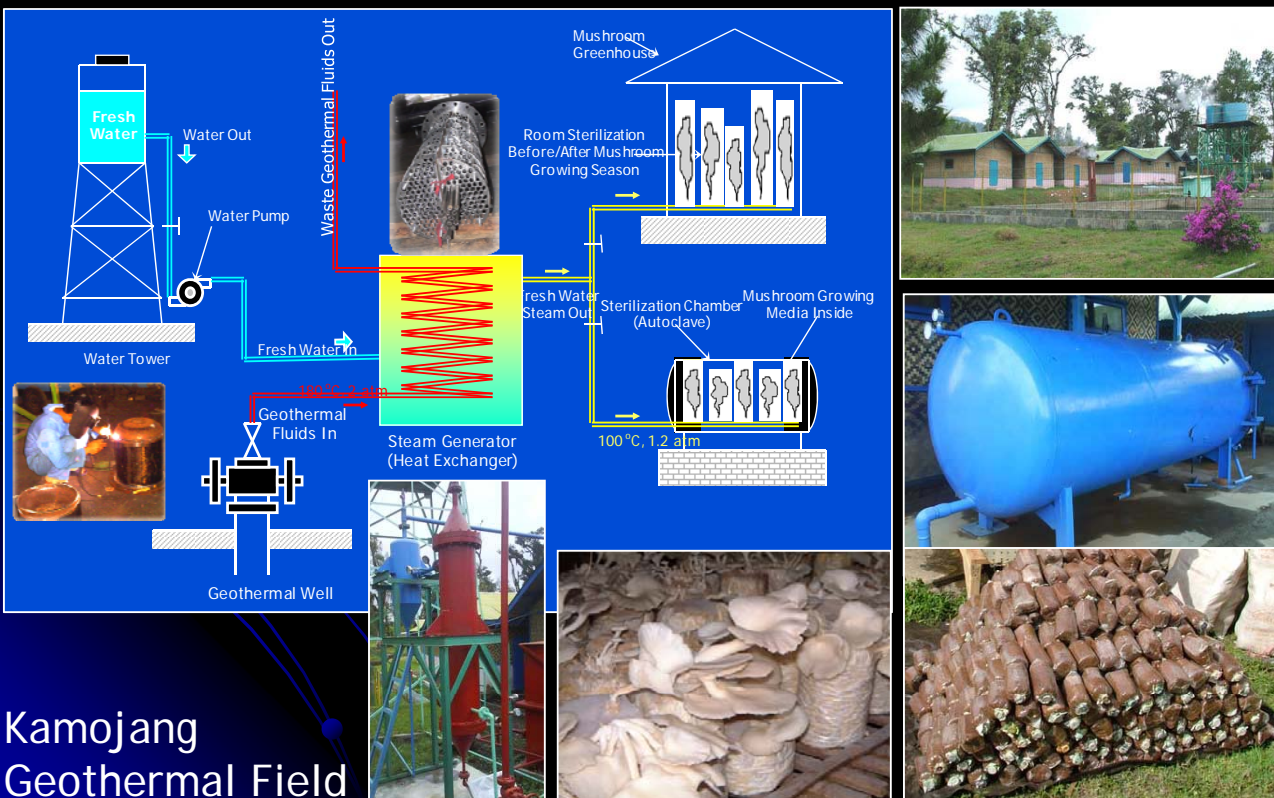 Waste Geothermal Fluids Out
Mushroom
Greenhouse
Fresh
Water
Water Out
Room Sterilization
Before/After Mushroom
Growing Season
Water Pump
Fresh Water
Steam Out
Sterilization Chamber
(Autoclave)
Mushroom Growing
Media Inside
Water Tower
Fresh Water In
180°C, 2 atm
Geothermal
Fluids In
Steam Generator
(Heat Exchanger)
100°C, 1.2 atm
Geothermal Well
Kamojang
Geothermal Field